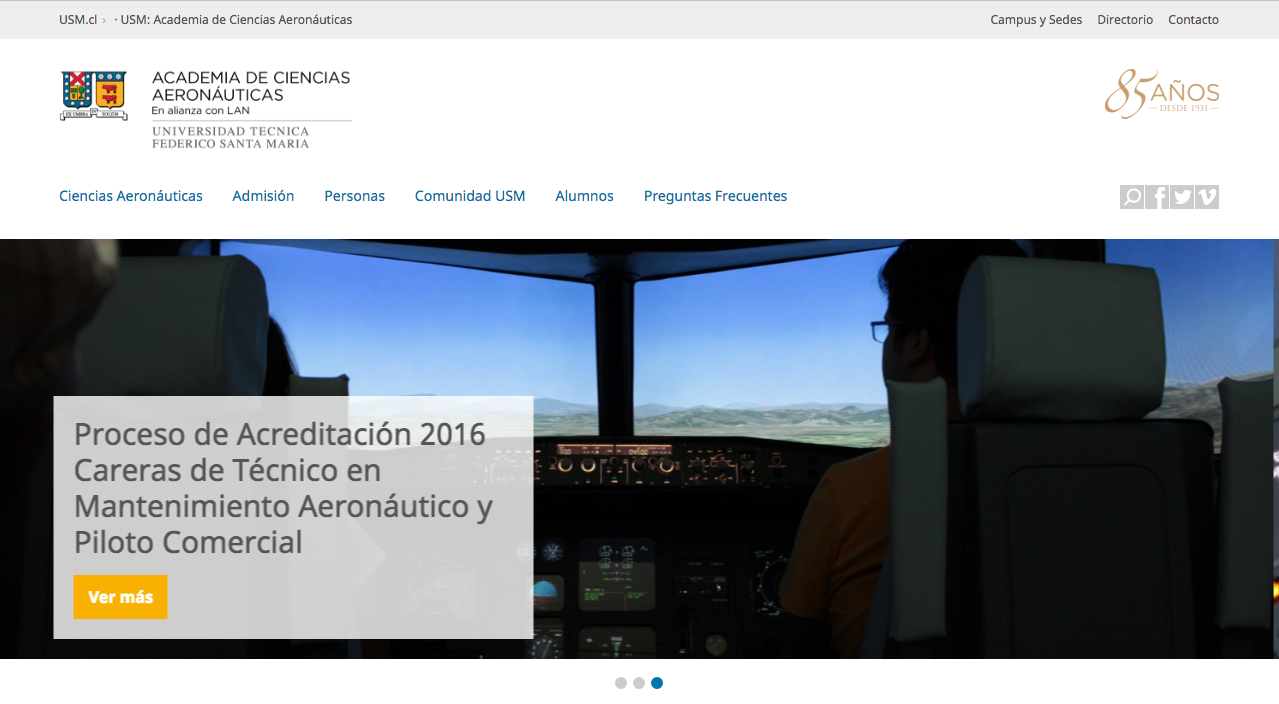 USM.cl › · USM: Academia de Ciencias Aeronáuticas
Campus y Sedes Directorio Contacto
EX UMBRA IN SOLEM
ACADEMIA DE CIENCIAS
AERONÁUTICAS
En alianza con LAN
UNIVERSIDAD TECNICA
FEDERICO SANTA MARIA
85 AÑOS
DESDE 1931
Ciencias Aeronáuticas Admisión Personas Comunidad USM Alumnos Preguntas Frecuentes
Proceso de Acreditación 2016
Careras de Técnico en
Mantenimiento Aeronáutico y
Piloto Comercial
Ver más